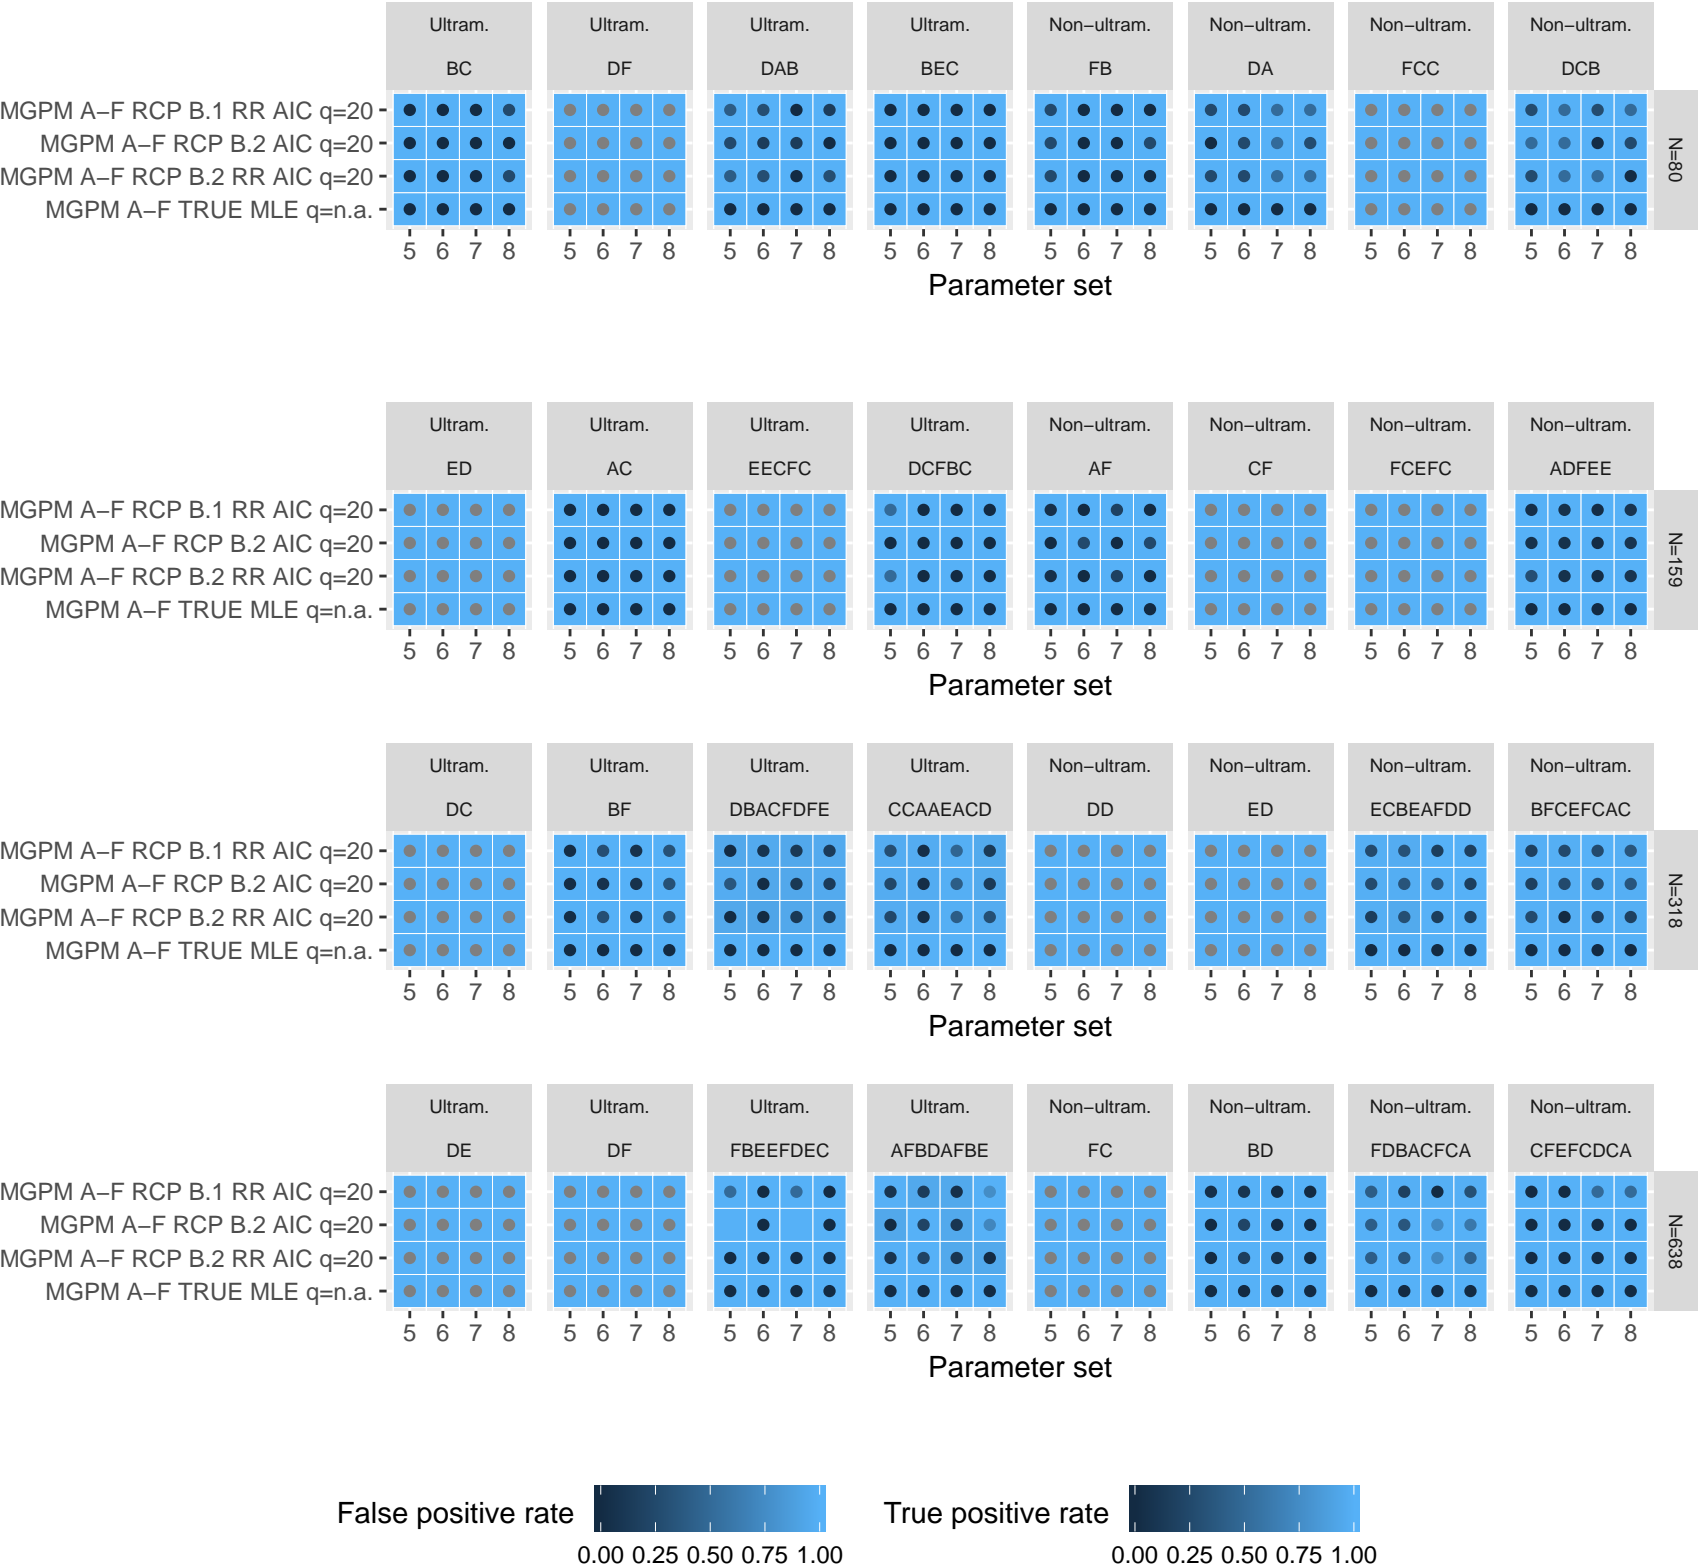 Ultram. Ultram. Ultram. Ultram. Non−ultram. Non−ultram. Non−ultram. Non−ultram.
BC DF DAB BEC FB DA FCC DCB
MGPM A−F RCP B.1 RR AIC q=20
MGPM A−F RCP B.2 AIC q=20
MGPM A−F RCP B.2 RR AIC q=20
MGPM A−F TRUE MLE q=n.a.
N=80
5 6 7 8 5 6 7 8 5 6 7 8 5 6 7 8 5 6 7 8 5 6 7 8 5 6 7 8 5 6 7 8
Parameter set
Ultram. Ultram. Ultram. Ultram. Non−ultram. Non−ultram. Non−ultram. Non−ultram.
ED AC EECFC DCFBC AF CF FCEFC ADFEE
MGPM A−F RCP B.1 RR AIC q=20
MGPM A−F RCP B.2 AIC q=20
MGPM A−F RCP B.2 RR AIC q=20
MGPM A−F TRUE MLE q=n.a.
N=159
5 6 7 8 5 6 7 8 5 6 7 8 5 6 7 8 5 6 7 8 5 6 7 8 5 6 7 8 5 6 7 8
Parameter set
Ultram. Ultram. Ultram. Ultram. Non−ultram. Non−ultram. Non−ultram. Non−ultram.
DC BF DBACFDFE CCAAEACD DD ED ECBEAFDD BFCEFCAC
MGPM A−F RCP B.1 RR AIC q=20
MGPM A−F RCP B.2 AIC q=20
MGPM A−F RCP B.2 RR AIC q=20
MGPM A−F TRUE MLE q=n.a.
N=318
5 6 7 8 5 6 7 8 5 6 7 8 5 6 7 8 5 6 7 8 5 6 7 8 5 6 7 8 5 6 7 8
Parameter set
Ultram. Ultram. Ultram. Ultram. Non−ultram. Non−ultram. Non−ultram. Non−ultram.
DE DF FBEEFDEC AFBDAFBE FC BD FDBACFCA CFEFCDCA
MGPM A−F RCP B.1 RR AIC q=20
MGPM A−F RCP B.2 AIC q=20
MGPM A−F RCP B.2 RR AIC q=20
MGPM A−F TRUE MLE q=n.a.
N=638
5 6 7 8 5 6 7 8 5 6 7 8 5 6 7 8 5 6 7 8 5 6 7 8 5 6 7 8 5 6 7 8
Parameter set
False positive rate True positive rate
0.00 0.25 0.50 0.75 1.00 0.00 0.25 0.50 0.75 1.00